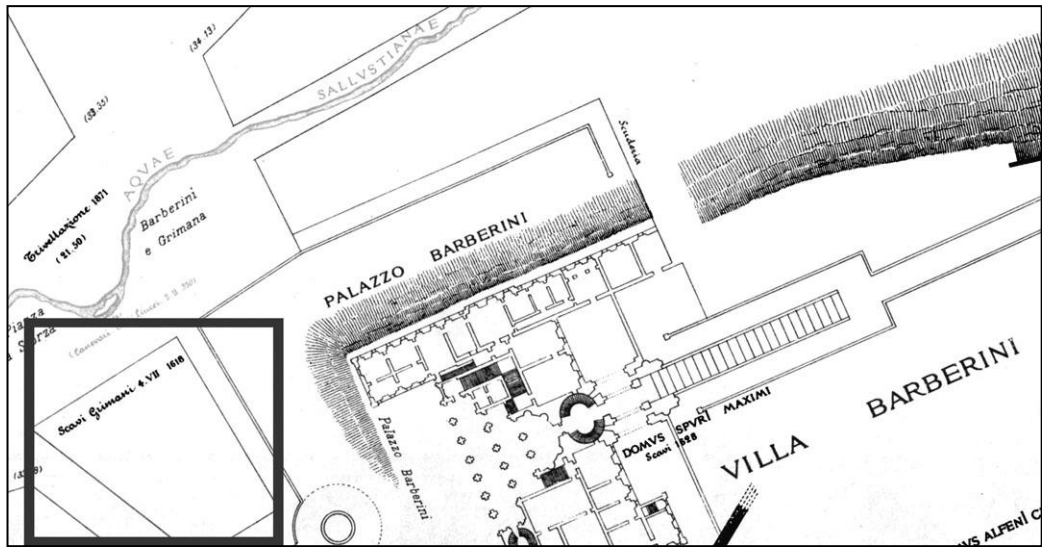 (34.13)
SALLVSTIANAE
(33.35)
AQVAE
Scuderia
Trivellazione 1871
(21.50)
Barberini
e Grimana
PALAZZO BARBERINI
Piazza
Scavi Grimani 4.VII 1618
Palazzo Barberini
DOMVS SPVRI MAXIMI
Scavi 1628
VILLA BARBERINI